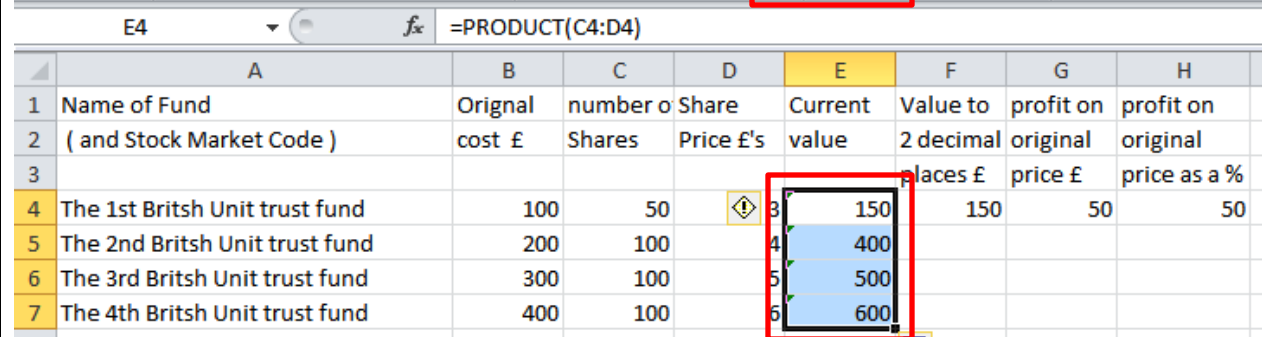 E4 fx =PRODUCT(C4:D4)
A B C D E F G H
1 Name of Fund Orignal number o Share Current Value to profit on profit on
2 ( and Stock Market Code ) cost £ Shares Price £'s value 2 decimal original original
3 places £ price £ price as a %
4 The 1st Britsh Unit trust fund 100 50 3 150 150 50 50
5 The 2nd Britsh Unit trust fund 200 100 4 400
6 The 3rd Britsh Unit trust fund 300 100 5 500
7 The 4th Britsh Unit trust fund 400 100 6 600